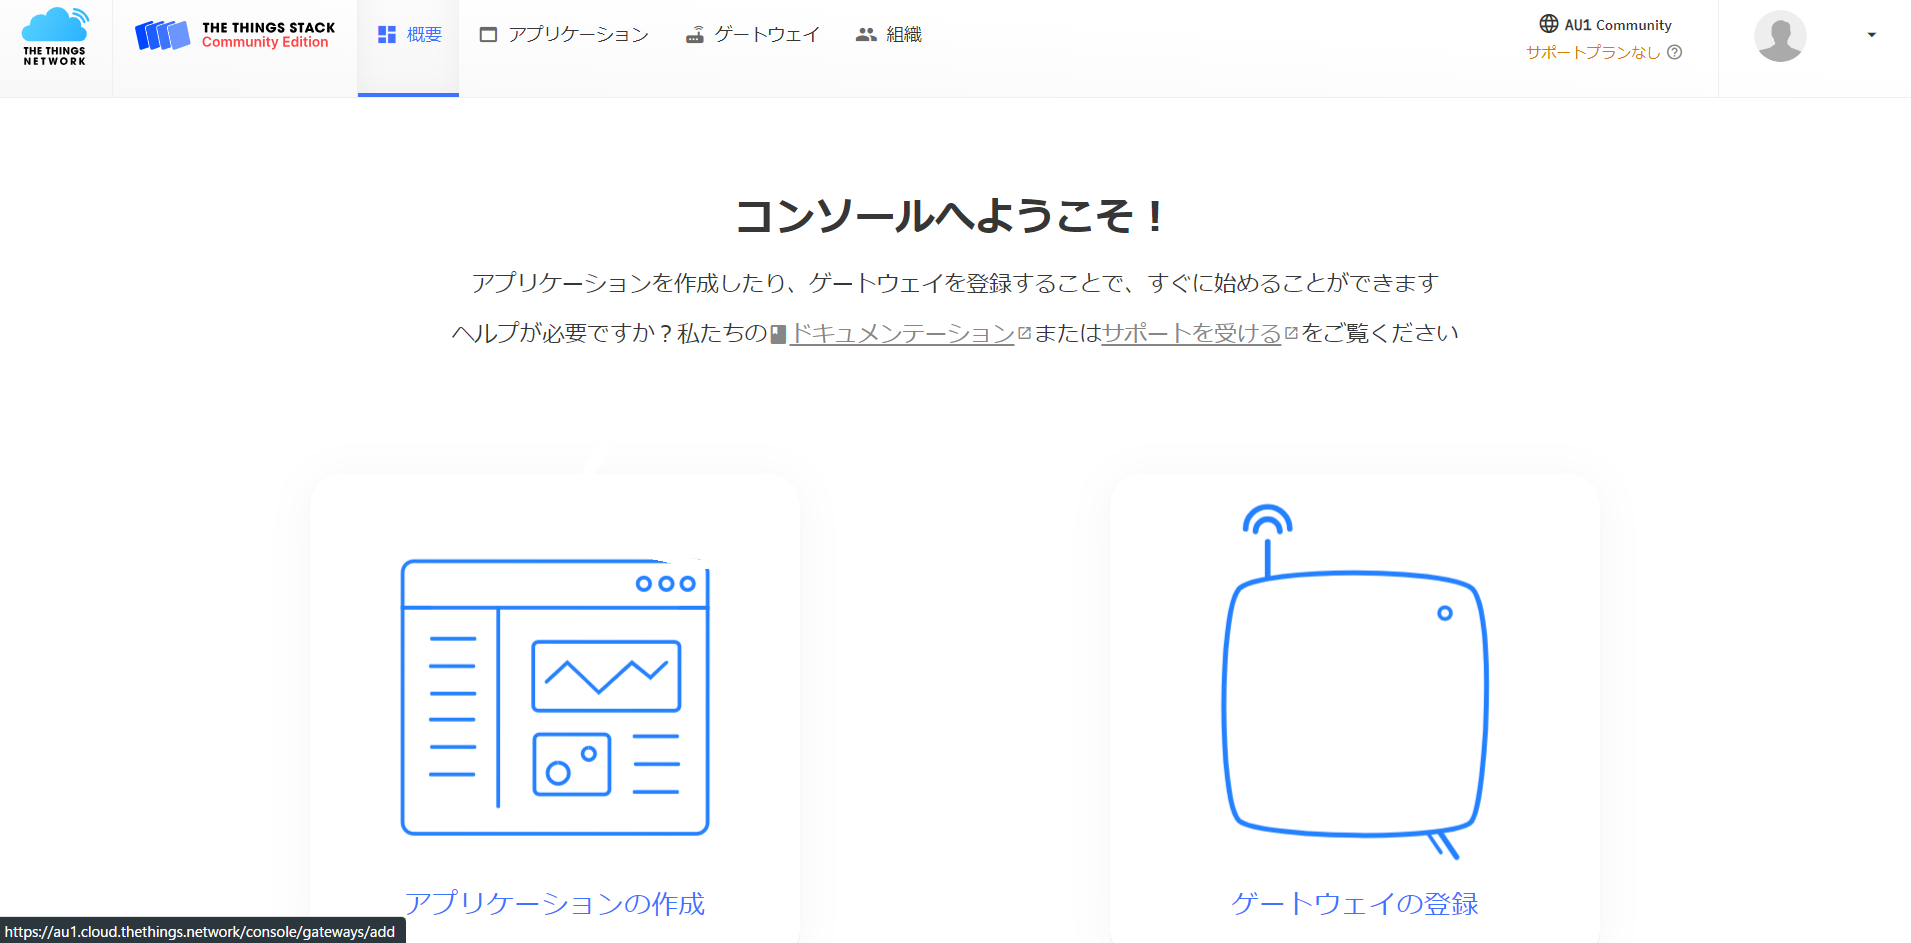 THE THINGS
NETWORK
THE THINGS STACK
Community Edition
概要
アプリケーション
ゲートウェイ
組織
AU1 Community
サポートプランなし
コンソールへようこそ！
アプリケーションを作成したり、ゲートウェイを登録することで、すぐに始めることができます
ヘルプが必要ですか？私たちのドキュメンテーションまたはサポートを受けるをご覧ください
アプリケーションの作成
ゲートウェイの登録
https://au1.cloud.thethings.network/console/gateways/add